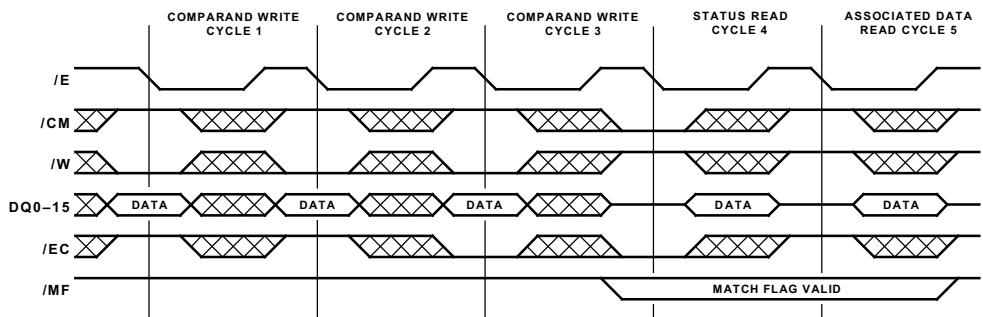 COMPARAND WRITE CYCLE 1
COMPARAND WRITE CYCLE 2
COMPARAND WRITE CYCLE 3
STATUS READ CYCLE 4
ASSOCIATED DATA READ CYCLE 5
/E
/CM
/W
DQ0–15 DATA DATA DATA DATA DATA
/EC
/MF MATCH FLAG VALID